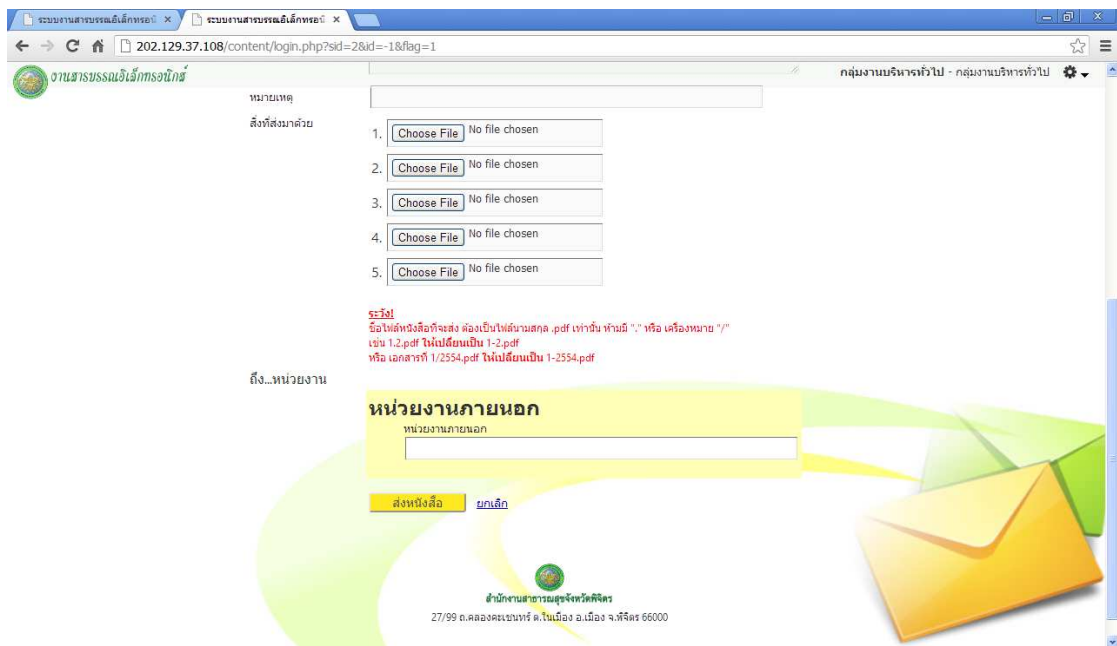 ระบบงานสารบรรณอิเล็กทรอนิ × ระบบงานสารบรรณอิเล็กทรอนิ ×
202.129.37.108/content/login.php?sid=2&id=-1&flag=1
งานสารบรรณอิเล็กทรอนิกส์
กลุ่มงานบริหารทั่วไป - กลุ่มงานบริหารทั่วไป
หมายเหตุ
สิ่งที่ส่งมาด้วย
1. Choose File No file chosen
2. Choose File No file chosen
3. Choose File No file chosen
4. Choose File No file chosen
5. Choose File No file chosen
ระวัง!
ชื่อไฟล์หนังสือที่จะส่ง ต้องเป็นไฟล์นามสกุล .pdf เท่านั้น ห้ามมี "." หรือ เครื่องหมาย "/"
เช่น 1.2.pdf ให้เปลี่ยนเป็น 1-2.pdf
หรือ เอกสารที่ 1/2554.pdf ให้เปลี่ยนเป็น 1-2554.pdf
ถึง...หน่วยงาน
หน่วยงานภายนอก
หน่วยงานภายนอก
ส่งหนังสือ ยกเลิก
สำนักงานสาธารณสุขจังหวัดพิจิตร
27/99 ถ.คลองคะเชนทร์ ต.ในเมือง อ.เมือง จ.พิจิตร 66000